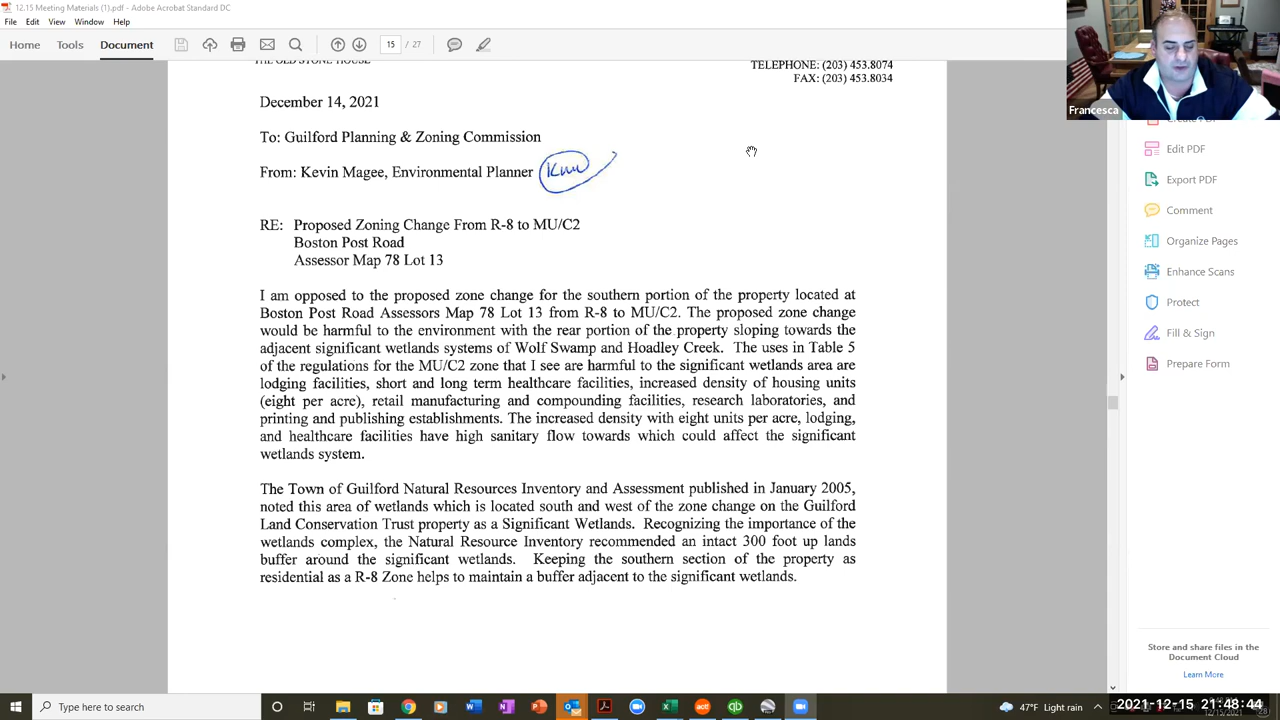 12.15 Meeting Materials (1).pdf - Adobe Acrobat Standard DC
File Edit View Window Help
Home Tools Document 15 / 27
THE OLD STONE HOUSE
TELEPHONE: (203) 453.8074
FAX: (203) 453.8034
December 14, 2021
To: Guilford Planning & Zoning Commission
From: Kevin Magee, Environmental Planner
RE: Proposed Zoning Change From R-8 to MU/C2
Boston Post Road
Assessor Map 78 Lot 13
I am opposed to the proposed zone change for the southern portion of the property located at
Boston Post Road Assessors Map 78 Lot 13 from R-8 to MU/C2. The proposed zone change
would be harmful to the environment with the rear portion of the property sloping towards the
adjacent significant wetlands systems of Wolf Swamp and Hoadley Creek. The uses in Table 5
of the regulations for the MU/C2 zone that I see are harmful to the significant wetlands area are
lodging facilities, short and long term healthcare facilities, increased density of housing units
(eight per acre), retail manufacturing and compounding facilities, research laboratories, and
printing and publishing establishments. The increased density with eight units per acre, lodging,
and healthcare facilities have high sanitary flow towards which could affect the significant
wetlands system.
The Town of Guilford Natural Resources Inventory and Assessment published in January 2005,
noted this area of wetlands which is located south and west of the zone change on the Guilford
Land Conservation Trust property as a Significant Wetlands. Recognizing the importance of the
wetlands complex, the Natural Resource Inventory recommended an intact 300 foot up lands
buffer around the significant wetlands. Keeping the southern section of the property as
residential as a R-8 Zone helps to maintain a buffer adjacent to the significant wetlands.
Francesca
Create PDF
Edit PDF
Export PDF
Comment
Organize Pages
Enhance Scans
Protect
Fill & Sign
Prepare Form
Store and share files in the
Document Cloud
Learn More
Type here to search
47°F Light rain
2021-12-15 21:48:44